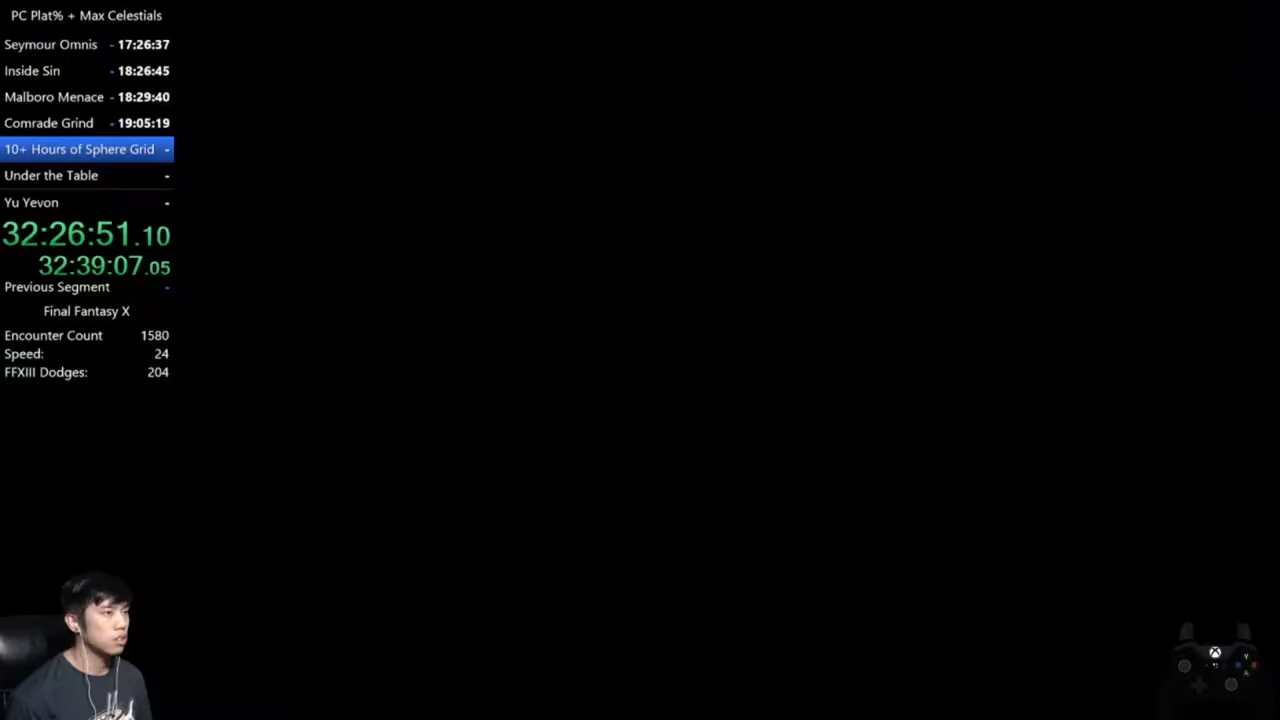 PC Plat% + Max Celestials
Seymour Omnis - 17:26:37
Inside Sin - 18:26:45
Malboro Menace - 18:29:40
Comrade Grind - 19:05:19
10+ Hours of Sphere Grid -
Under the Table -
Yu Yevon -
32:26:51.10
32:39:07.05
Previous Segment -
Final Fantasy X
Encounter Count 1580
Speed: 24
FFXIII Dodges: 204